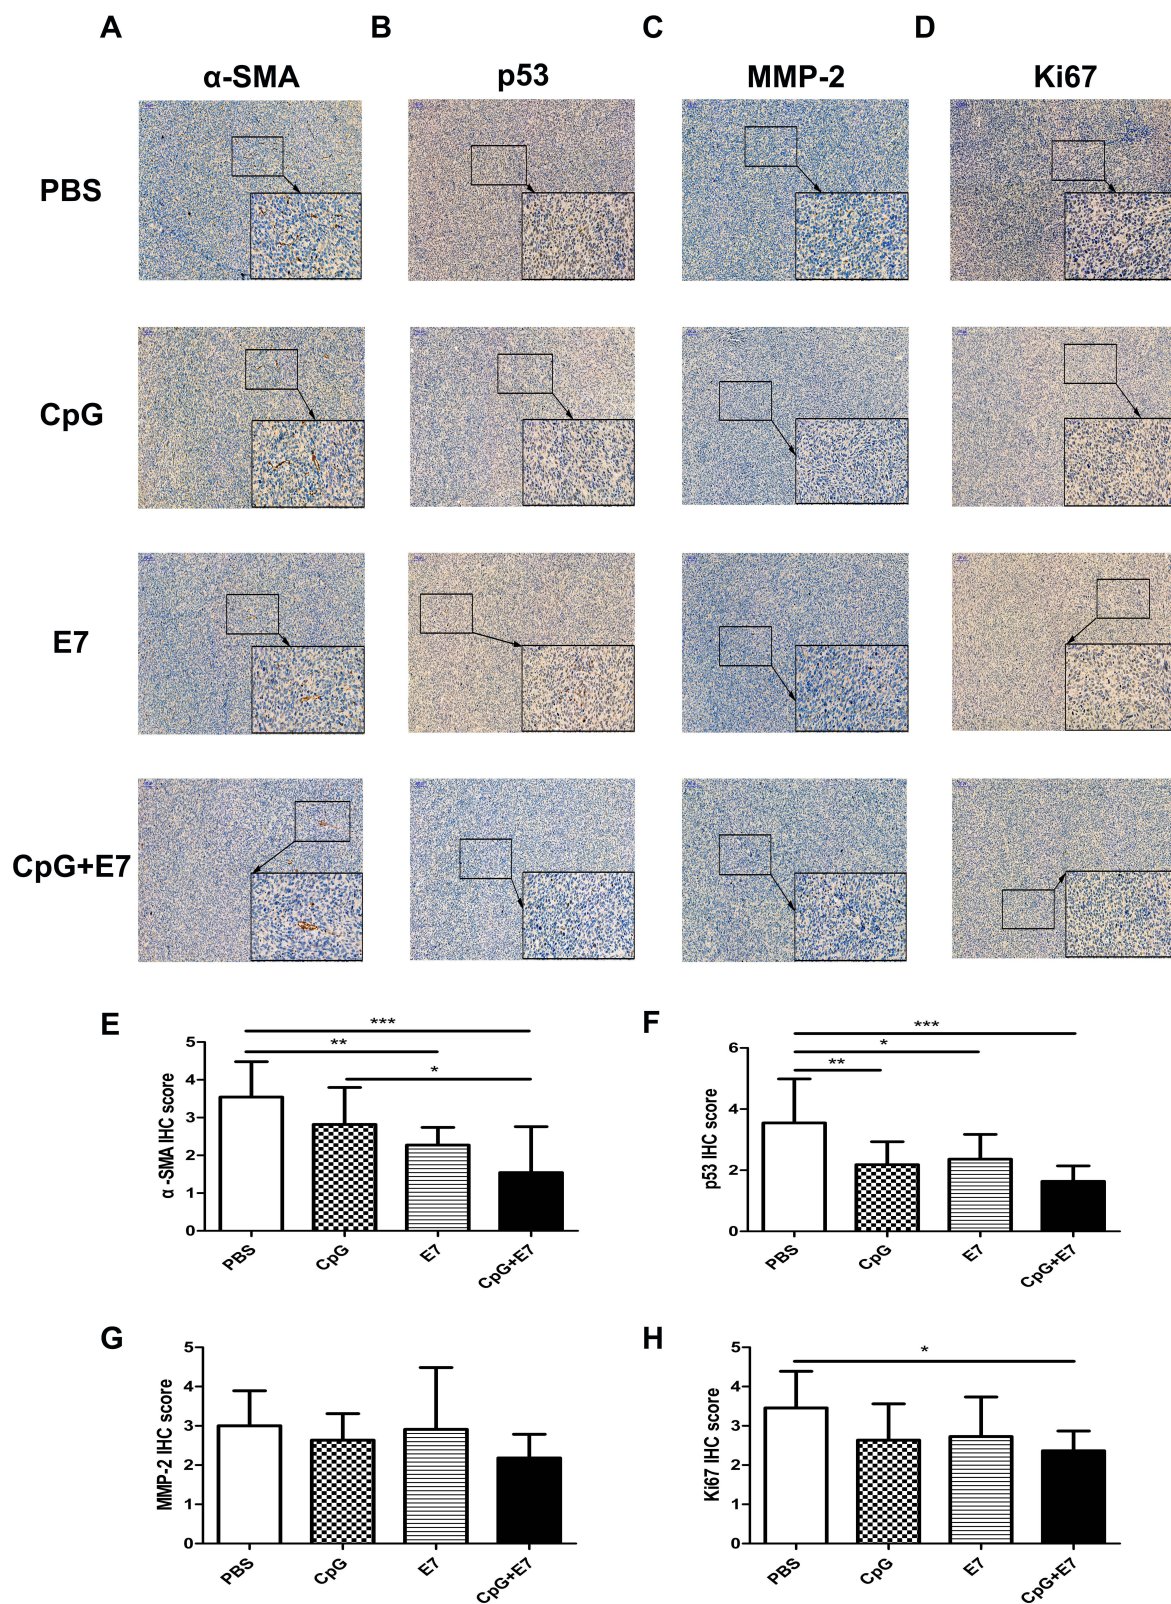 A B C D
α-SMA p53 MMP-2 Ki67
PBS
CpG
E7
CpG+E7
E
***
**
*
5
4
3
2
1
0
α -SMA IHC score
PBS CpG E7 CpG+E7
F
***
*
**
6
4
2
0
p53 IHC score
PBS CpG E7 CpG+E7
G
5
4
3
2
1
0
MMP-2 IHC score
PBS CpG E7 CpG+E7
H
*
5
4
3
2
1
0
Ki67 IHC score
PBS CpG E7 CpG+E7